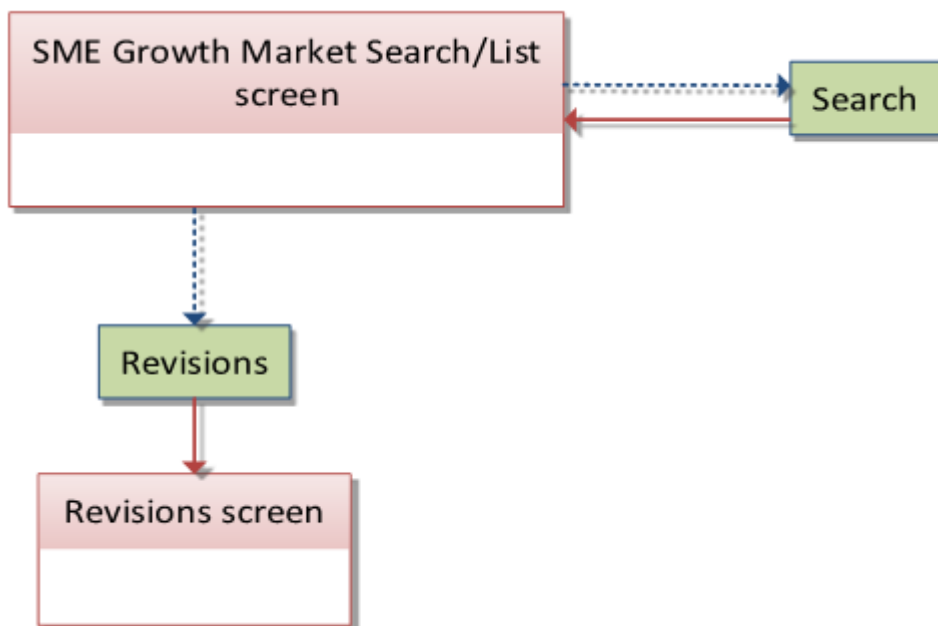 SME Growth Market Search/List
screen
Search
Revisions
Revisions screen